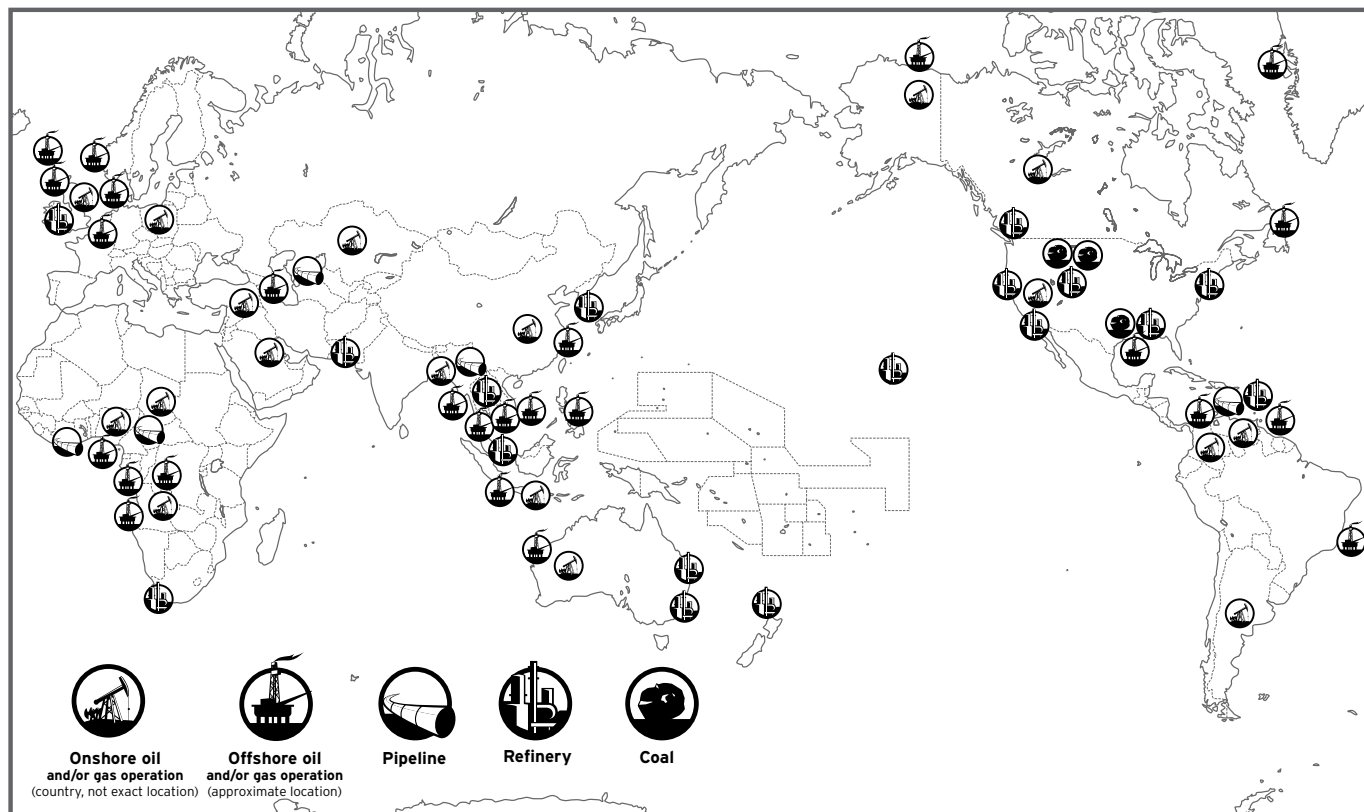 Onshore oil
and/or gas operation
(country, not exact location)
Offshore oil
and/or gas operation
(approximate location)
Pipeline
Refinery
Coal